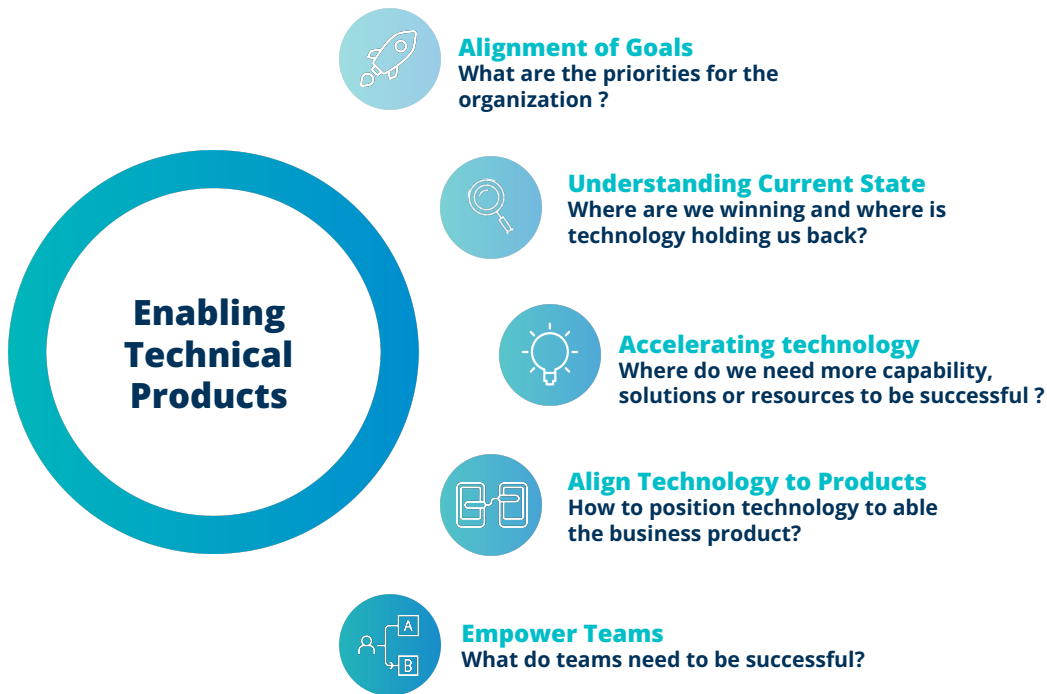 Alignment of Goals
What are the priorities for the
organization ?
Understanding Current State
Where are we winning and where is
technology holding us back?
Enabling
Technical
Products
Accelerating technology
Where do we need more capability,
solutions or resources to be successful ?
Align Technology to Products
How to position technology to able
the business product?
A
B
Empower Teams
What do teams need to be successful?